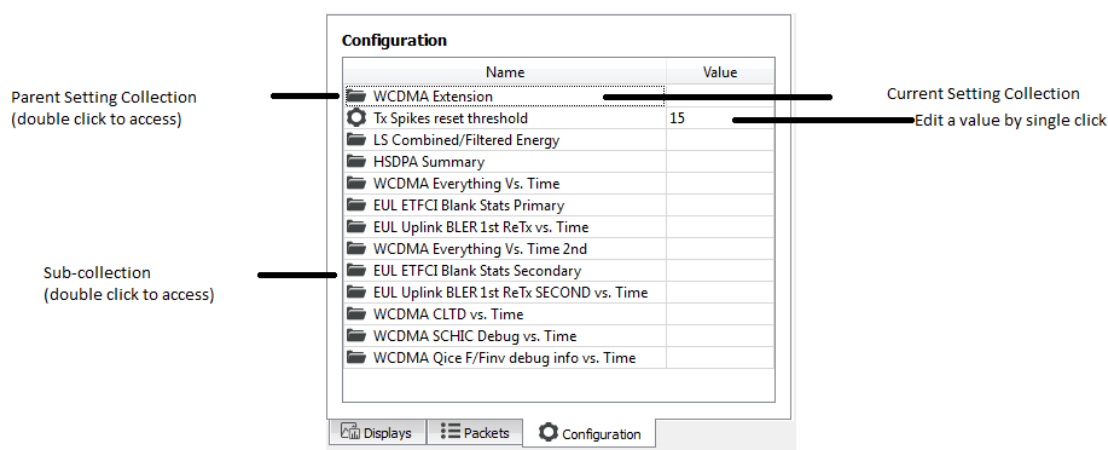 Configuration
Name Value
Parent Setting Collection
(double click to access)
WCDMA Extension
Current Setting Collection
Tx Spikes reset threshold 15
Edit a value by single click
LS Combined/Filtered Energy
HSDPA Summary
WCDMA Everything Vs. Time
EUL ETFCI Blank Stats Primary
EUL Uplink BLER 1st ReTx vs. Time
WCDMA Everything Vs. Time 2nd
Sub-collection
(double click to access)
EUL ETFCI Blank Stats Secondary
EUL Uplink BLER 1st ReTx SECOND vs. Time
WCDMA CLTD vs. Time
WCDMA SCHIC Debug vs. Time
WCDMA Qice F/Finv debug info vs. Time
Displays Packets Configuration